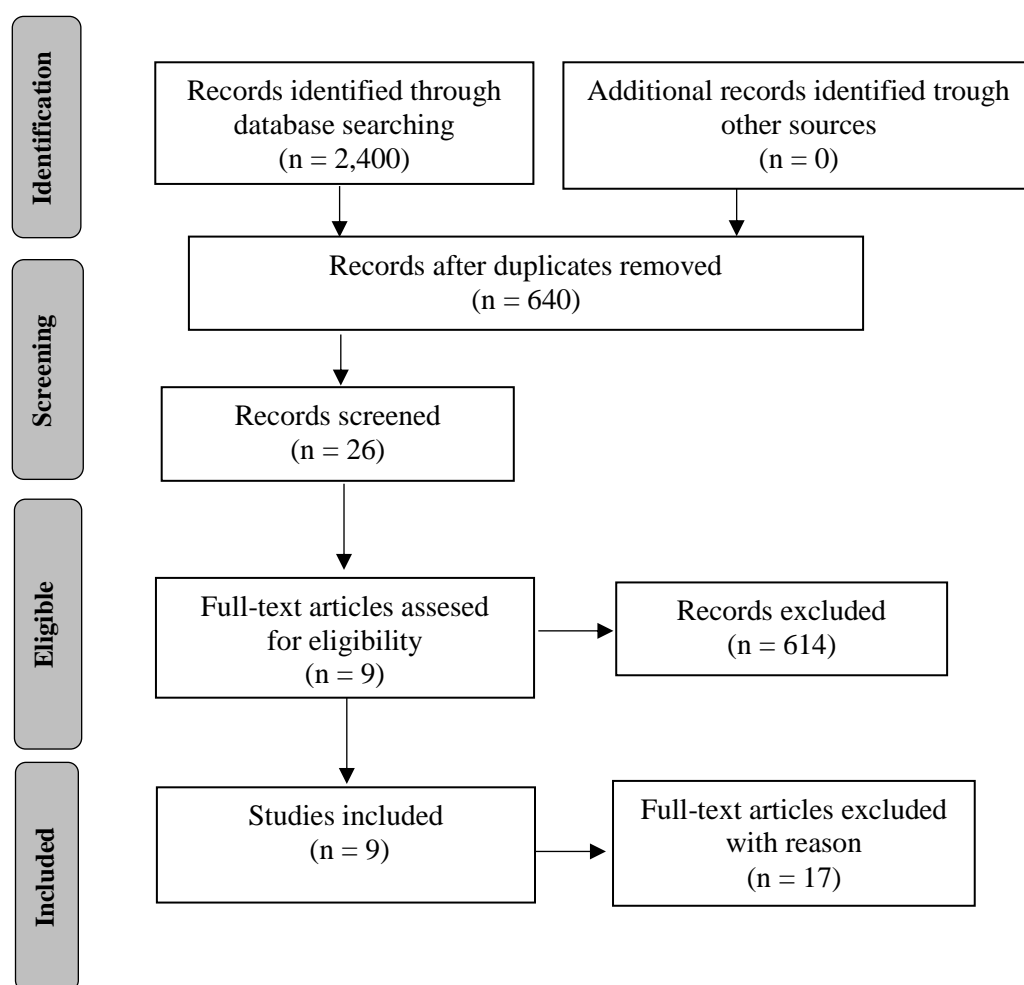 Identification
Records identified through
database searching
(n = 2,400)
Additional records identified trough
other sources
(n = 0)
Records after duplicates removed
(n = 640)
Screening
Records screened
(n = 26)
Eligible
Full-text articles assesed
for eligibility
(n = 9)
Records excluded
(n = 614)
Included
Studies included
(n = 9)
Full-text articles excluded
with reason
(n = 17)